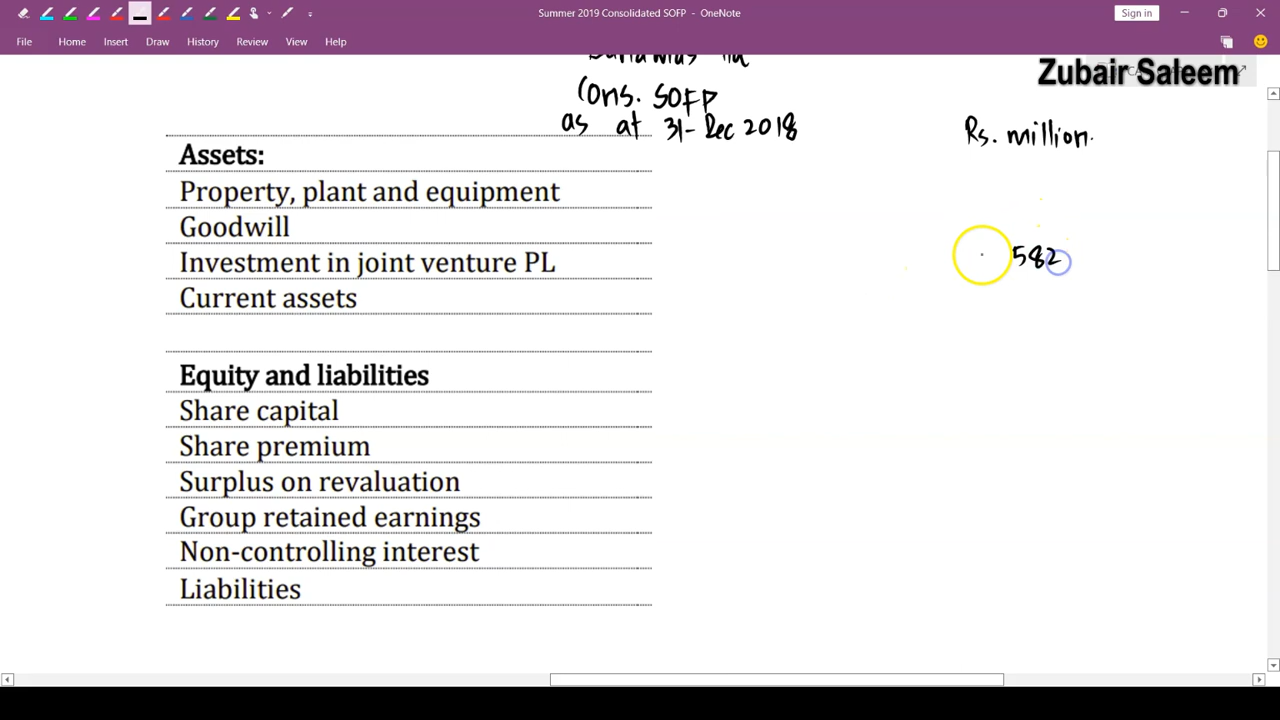 Summer 2019 Consolidated SOFP - OneNote
Sign in
File Home Insert Draw History Review View Help
Zubair Saleem
ltd
Cons. SOFP
as at 31-Dec 2018
Rs. million.
Assets:
Property, plant and equipment
Goodwill
582
Investment in joint venture PL
Current assets
Equity and liabilities
Share capital
Share premium
Surplus on revaluation
Group retained earnings
Non-controlling interest
Liabilities